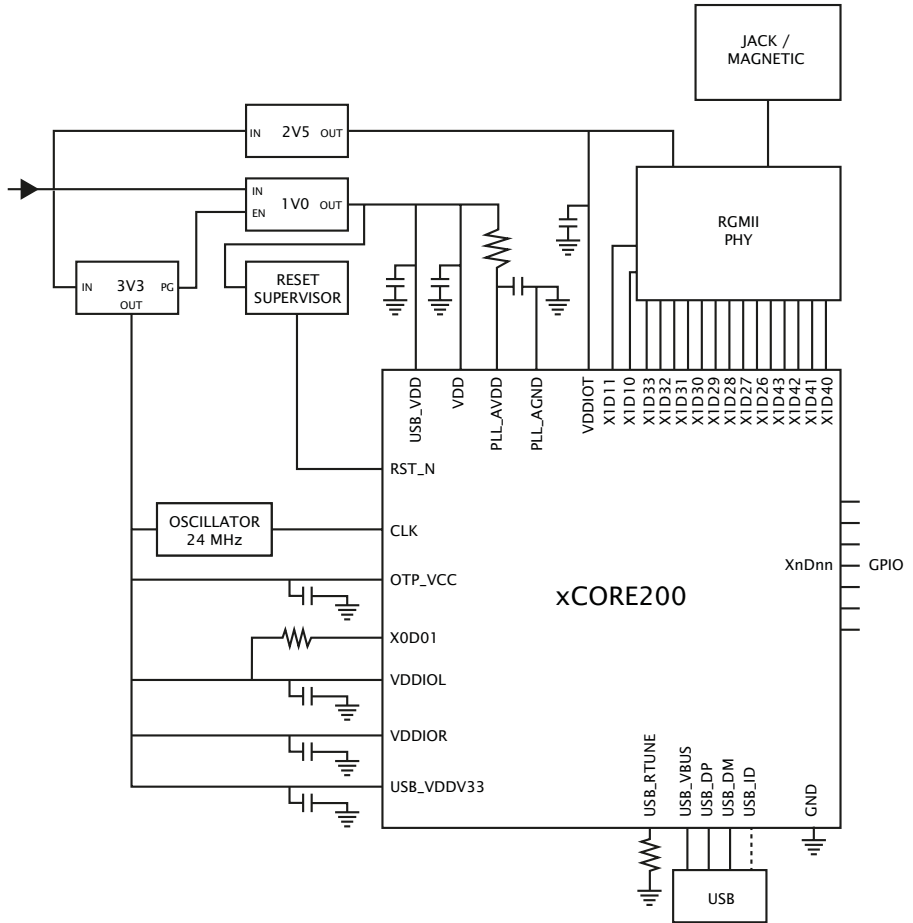 JACK /
MAGNETIC
IN 2V5 OUT
IN
1V0 OUT
EN
RGMII
PHY
IN 3V3 PG
OUT
RESET
SUPERVISOR
USB_VDD
VDD
PLL_AVDD
PLL_AGND
VDDIOT
X1D11
X1D10
X1D33
X1D32
X1D31
X1D30
X1D29
X1D28
X1D27
X1D26
X1D43
X1D42
X1D41
X1D40
RST_N
OSCILLATOR
24 MHz
CLK
XnDnn GPIO
OTP_VCC
xCORE200
X0D01
VDDIOL
VDDIOR
USB_VDDV33
USB_RTUNE
USB_VBUS
USB_DP
USB_DM
USB_ID
GND
USB